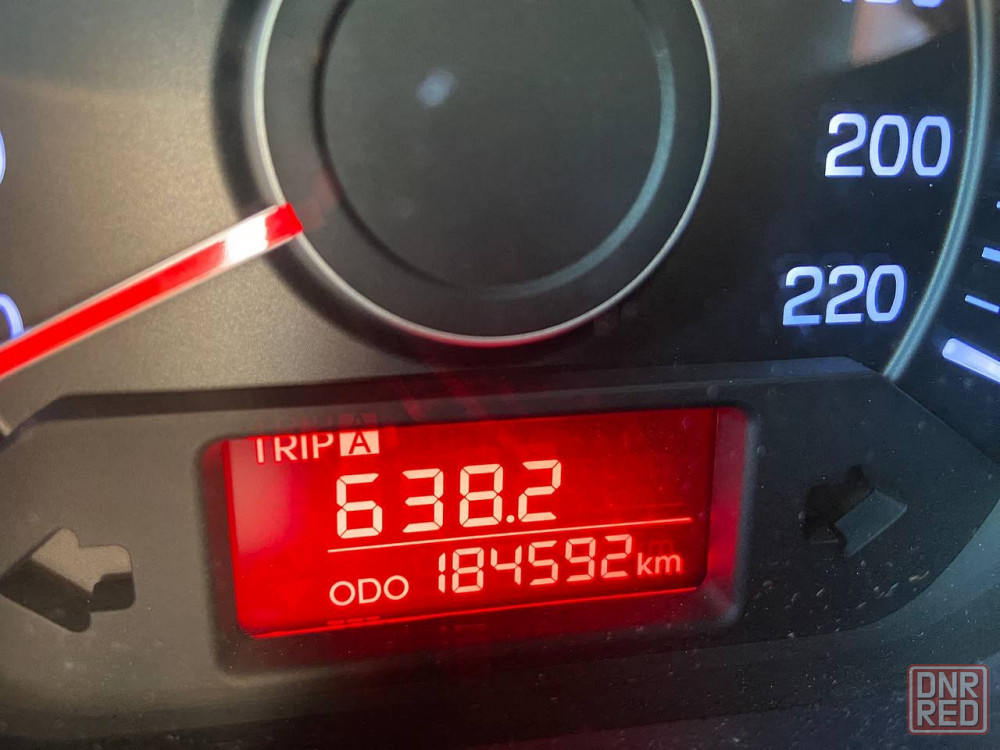 200
220
TRIP A
638.2
ODO 184592 km
DNR
RED